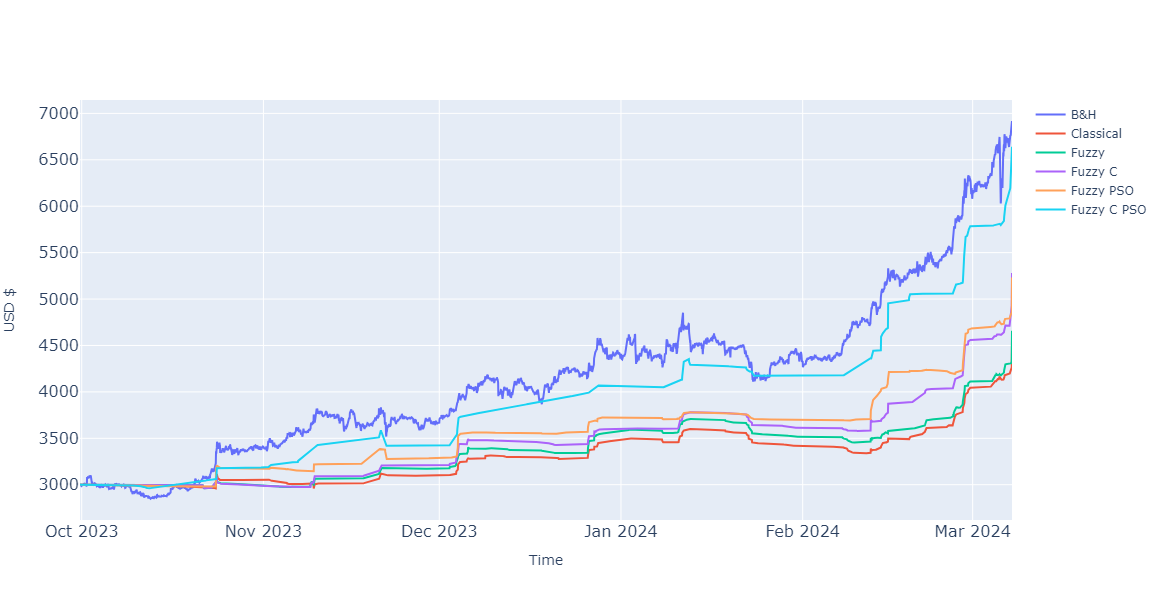 7000
6500
6000
5500
5000
4500
4000
3500
3000
USD $
Oct 2023
Nov 2023
Dec 2023
Jan 2024
Feb 2024
Mar 2024
Time
B&H
Classical
Fuzzy
Fuzzy C
Fuzzy PSO
Fuzzy C PSO